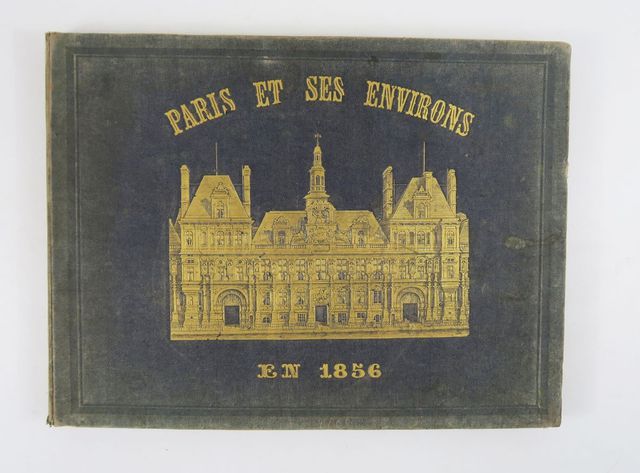 PARIS ET SES ENVIRONS
EN 1856